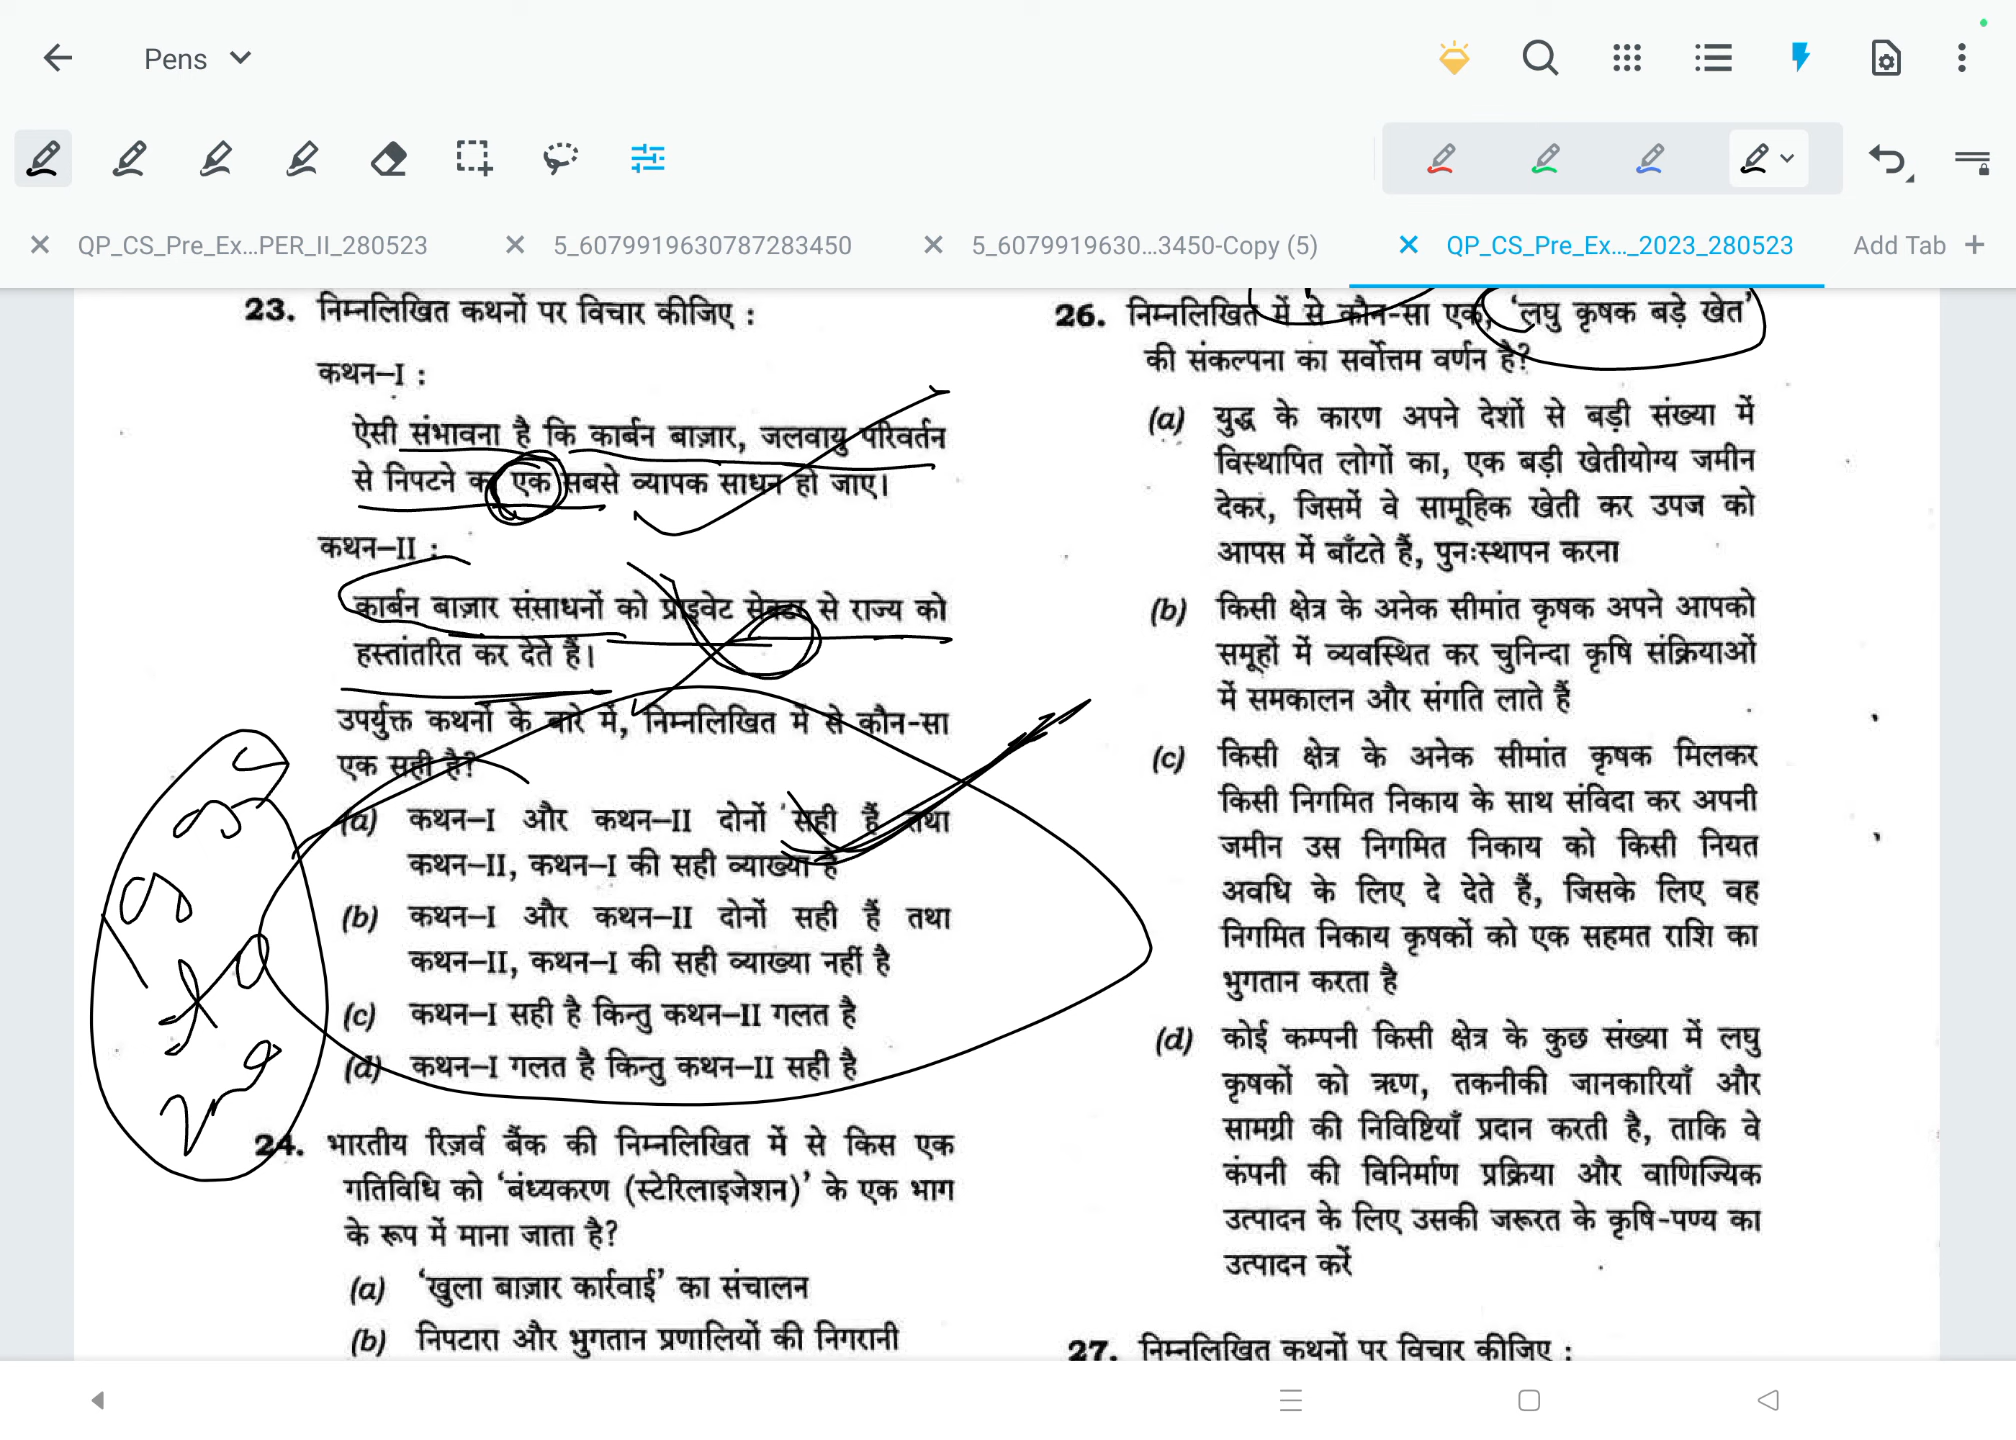 Pens
QP_CS_Pre_Ex...PER_II_280523
5_6079919630787283450
5_6079919630...3450-Copy (5)
QP_CS_Pre_Ex..._2023_280523
Add Tab
23. निम्नलिखित कथनों पर विचार कीजिए :
कथन–I :
ऐसी संभावना है कि कार्बन बाज़ार, जलवायु परिवर्तन
से निपटने का एक सबसे व्यापक साधन हो जाए।
कथन–II :
कार्बन बाज़ार संसाधनों को प्राइवेट सेक्टर से राज्य को
हस्तांतरित कर देते हैं।
उपर्युक्त कथनों के बारे में, निम्नलिखित में से कौन-सा
एक सही है?
(a) कथन–I और कथन–II दोनों सही हैं तथा
कथन–II, कथन–I की सही व्याख्या है
(b) कथन–I और कथन–II दोनों सही हैं तथा
कथन–II, कथन–I की सही व्याख्या नहीं है
(c) कथन–I सही है किन्तु कथन–II गलत है
(d) कथन–I गलत है किन्तु कथन–II सही है
24. भारतीय रिज़र्व बैंक की निम्नलिखित में से किस एक
गतिविधि को ‘बंध्यकरण (स्टेरिलाइजेशन)’ के एक भाग
के रूप में माना जाता है?
(a) ‘खुला बाज़ार कार्रवाई’ का संचालन
(b) निपटारा और भुगतान प्रणालियों की निगरानी
26. निम्नलिखित में से कौन-सा एक, ‘लघु कृषक बड़े खेत’
की संकल्पना का सर्वोत्तम वर्णन है?
(a) युद्ध के कारण अपने देशों से बड़ी संख्या में
विस्थापित लोगों का, एक बड़ी खेतीयोग्य जमीन
देकर, जिसमें वे सामूहिक खेती कर उपज को
आपस में बाँटते हैं, पुनःस्थापन करना
(b) किसी क्षेत्र के अनेक सीमांत कृषक अपने आपको
समूहों में व्यवस्थित कर चुनिन्दा कृषि संक्रियाओं
में समकालन और संगति लाते हैं
(c) किसी क्षेत्र के अनेक सीमांत कृषक मिलकर
किसी निगमित निकाय के साथ संविदा कर अपनी
जमीन उस निगमित निकाय को किसी नियत
अवधि के लिए दे देते हैं, जिसके लिए वह
निगमित निकाय कृषकों को एक सहमत राशि का
भुगतान करता है
(d) कोई कम्पनी किसी क्षेत्र के कुछ संख्या में लघु
कृषकों को ऋण, तकनीकी जानकारियाँ और
सामग्री की निविष्टियाँ प्रदान करती है, ताकि वे
कंपनी की विनिर्माण प्रक्रिया और वाणिज्यिक
उत्पादन के लिए उसकी जरूरत के कृषि-पण्य का
उत्पादन करें
27. निम्नलिखित कथनों पर विचार कीजिए :